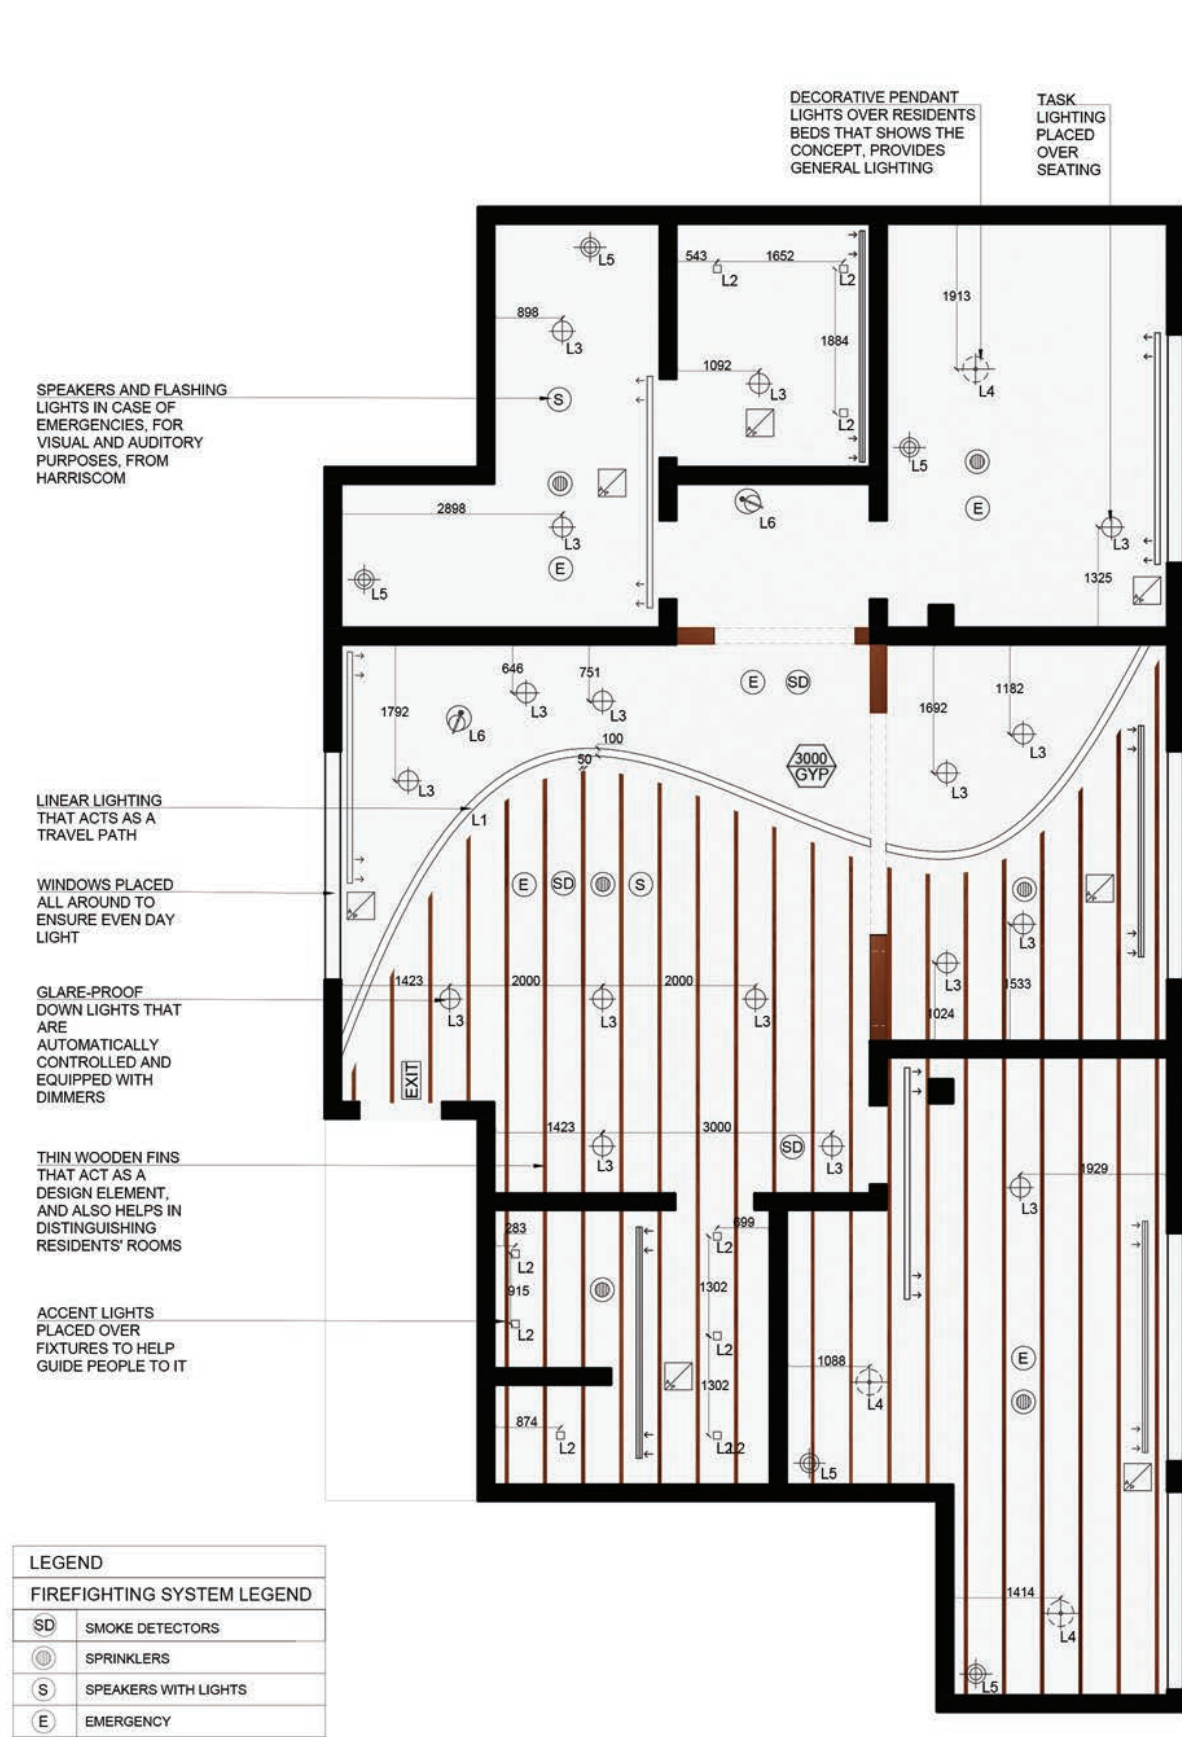 DECORATIVE PENDANT
LIGHTS OVER RESIDENTS
BEDS THAT SHOWS THE
CONCEPT, PROVIDES
GENERAL LIGHTING
TASK
LIGHTING
PLACED
OVER
SEATING
L5
543
1652
L2
L2
1913
898
L3
1884
1092
L3
L4
L2
SPEAKERS AND FLASHING
LIGHTS IN CASE OF
EMERGENCIES, FOR
VISUAL AND AUDITORY
PURPOSES, FROM
HARRISCOM
S
L5
2898
L3
L6
E
L3
E
L5
1325
646
751
E
SD
1182
1792
L3
L3
L6
1692
L3
100
50
3000
GYP
L3
L3
LINEAR LIGHTING
THAT ACTS AS A
TRAVEL PATH
L1
WINDOWS PLACED
ALL AROUND TO
ENSURE EVEN DAY
LIGHT
E
SD
S
L3
GLARE-PROOF
DOWN LIGHTS THAT
ARE
AUTOMATICALLY
CONTROLLED AND
EQUIPPED WITH
DIMMERS
1423
2000
2000
L3
L3
L3
L3
1533
1024
EXIT
1423
3000
L3
SD
L3
THIN WOODEN FINS
THAT ACT AS A
DESIGN ELEMENT,
AND ALSO HELPS IN
DISTINGUISHING
RESIDENTS' ROOMS
1929
L3
283
699
L2
L2
915
1302
L2
L2
ACCENT LIGHTS
PLACED OVER
FIXTURES TO HELP
GUIDE PEOPLE TO IT
E
1088
1302
L4
874
L2
L2
L2
L5
1414
L4
L5
LEGEND
FIREFIGHTING SYSTEM LEGEND
SD SMOKE DETECTORS
SPRINKLERS
S SPEAKERS WITH LIGHTS
E EMERGENCY